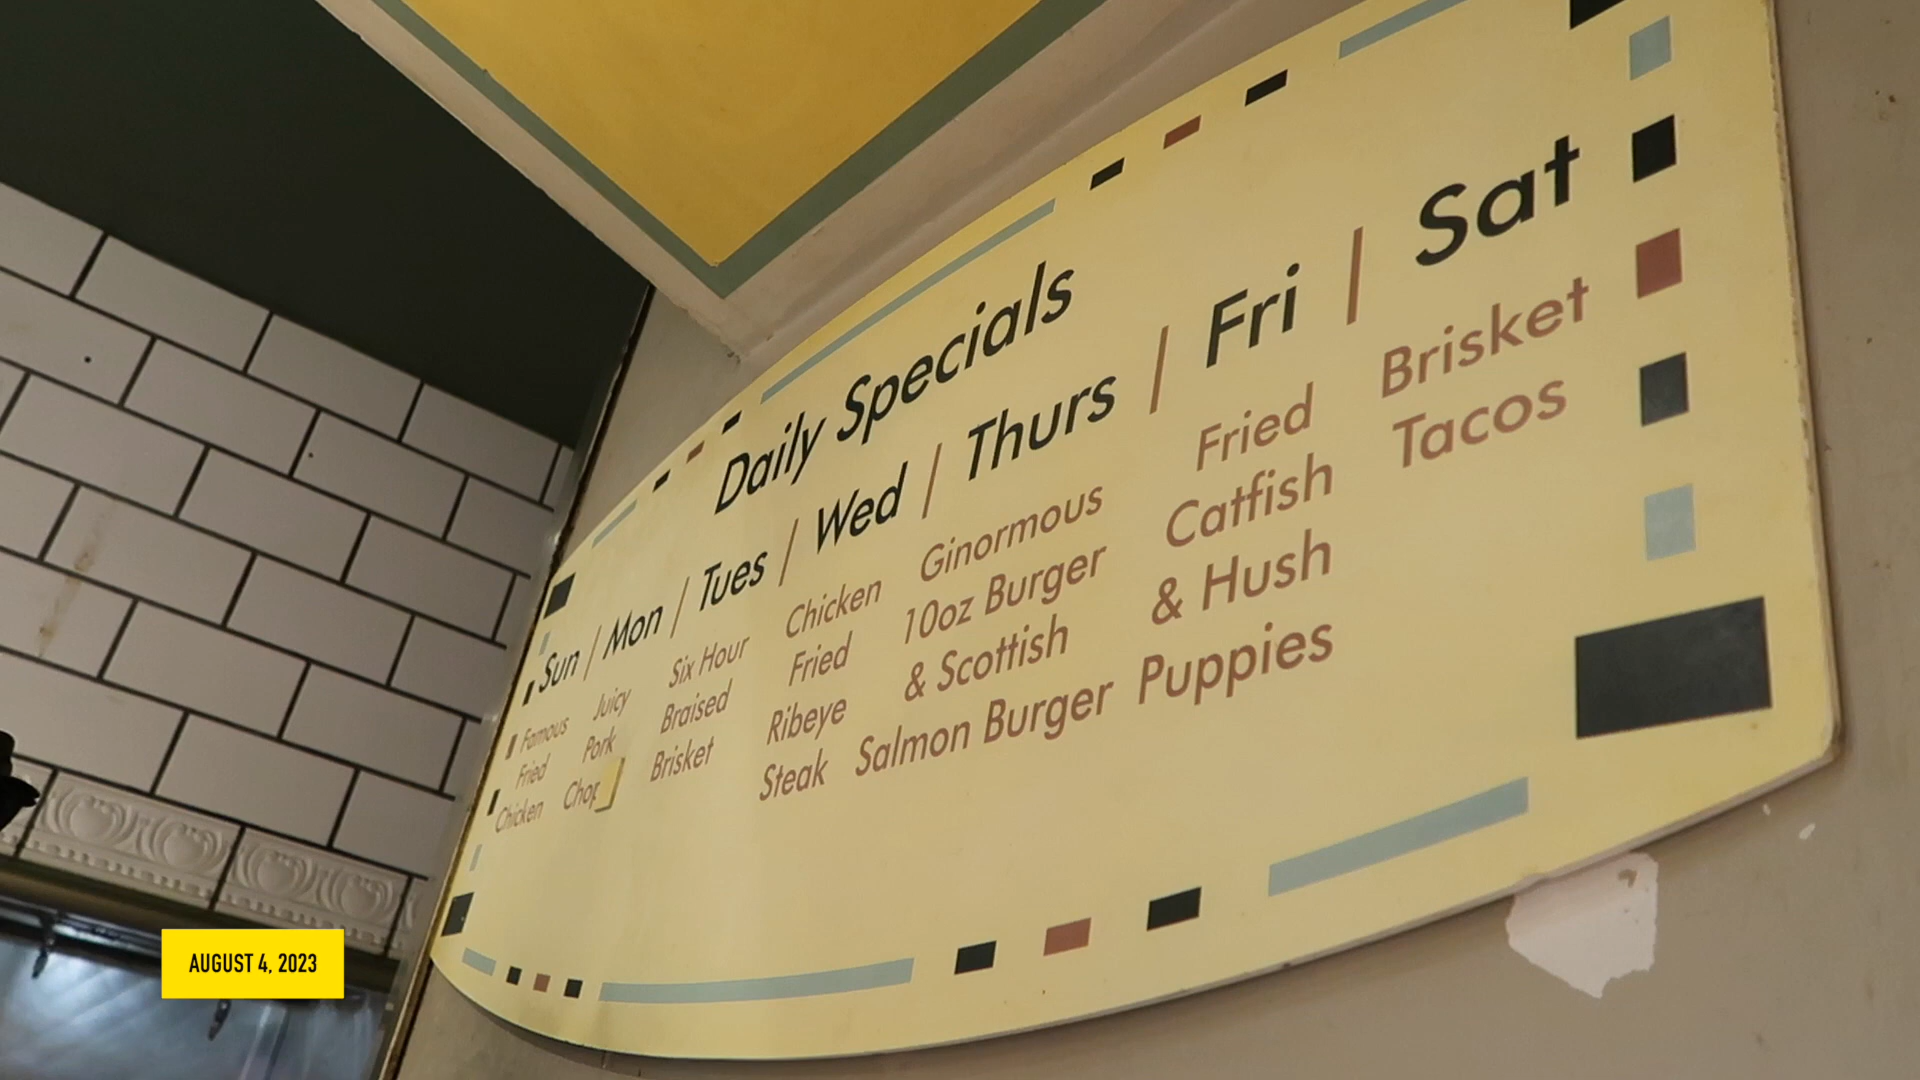 Daily Specials
Sun | Mon | Tues | Wed | Thurs | Fri | Sat
Famous
Fried
Chicken
Juicy
Pork
Chop
Six Hour
Braised
Brisket
Chicken
Fried
Ribeye
Steak
Ginormous
10oz Burger
& Scottish
Salmon Burger
Fried
Catfish
& Hush
Puppies
Brisket
Tacos
AUGUST 4, 2023